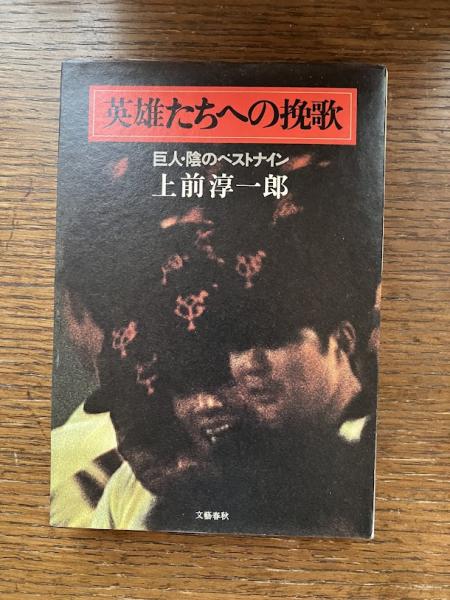 英雄たちへの挽歌
巨人・陰のベストナイン
上前淳一郎
文藝春秋